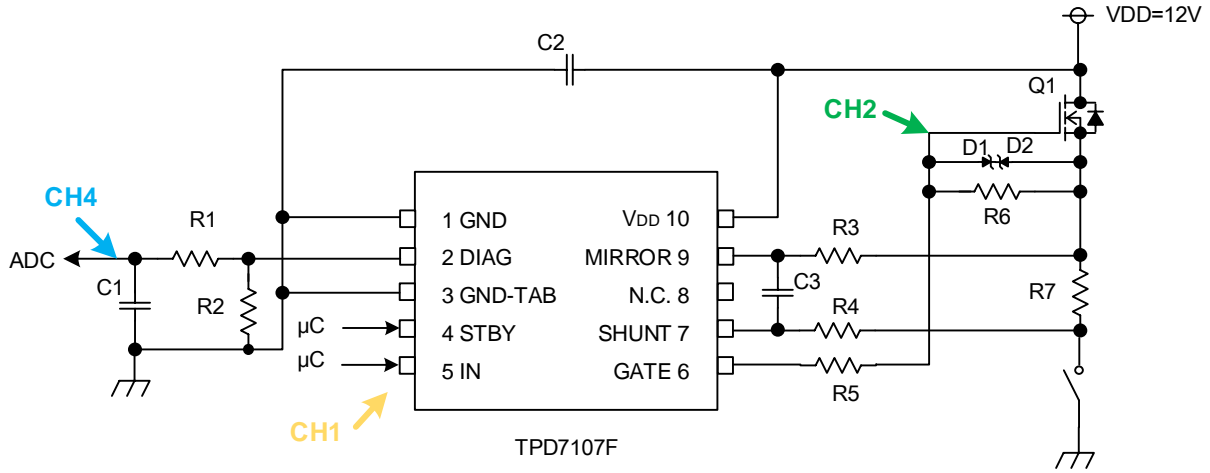 VDD=12V
C2
Q1
CH2
D1 D2
CH4
R1
1 GND
VDD 10
R6
R3
ADC
2 DIAG
MIRROR 9
C1
R2
3 GND-TAB
N.C. 8
C3
R7
µC
4 STBY
SHUNT 7
R4
µC
5 IN
GATE 6
R5
CH1
TPD7107F